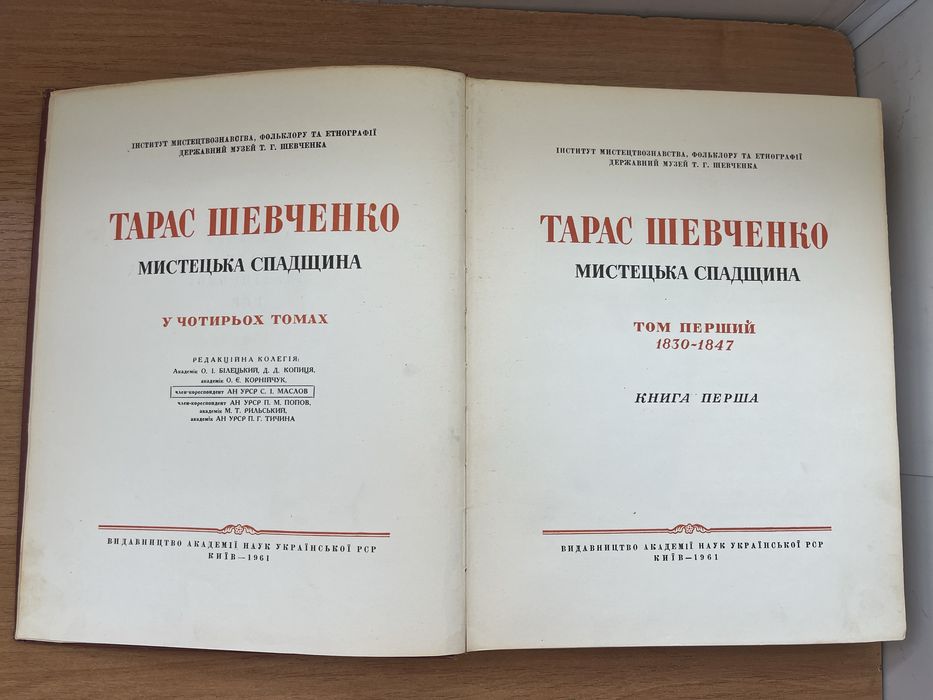 ІНСТИТУТ МИСТЕЦТВОЗНАВСТВА, ФОЛЬКЛОРУ ТА ЕТНОГРАФІЇ
ДЕРЖАВНИЙ МУЗЕЙ Т. Г. ШЕВЧЕНКА
ТАРАС ШЕВЧЕНКО
МИСТЕЦЬКА СПАДЩИНА
У ЧОТИРЬОХ ТОМАХ
РЕДАКЦІЙНА КОЛЕГІЯ:
Академік О. І. БІЛЕЦЬКИЙ, Д. Д. КОПИЦЯ,
академік О. Є. КОРНІЙЧУК,
член-кореспондент АН УРСР С. І. МАСЛОВ
член-кореспондент АН УРСР П. М. ПОПОВ,
академік М. Т. РИЛЬСЬКИЙ,
академік АН УРСР П. Г. ТИЧИНА
ВИДАВНИЦТВО АКАДЕМІЇ НАУК УКРАЇНСЬКОЇ РСР
КИЇВ—1961
ІНСТИТУТ МИСТЕЦТВОЗНАВСТВА, ФОЛЬКЛОРУ ТА ЕТНОГРАФІЇ
ДЕРЖАВНИЙ МУЗЕЙ Т. Г. ШЕВЧЕНКА
ТАРАС ШЕВЧЕНКО
МИСТЕЦЬКА СПАДЩИНА
ТОМ ПЕРШИЙ
1830-1847
КНИГА ПЕРША
ВИДАВНИЦТВО АКАДЕМІЇ НАУК УКРАЇНСЬКОЇ РСР
КИЇВ—1961